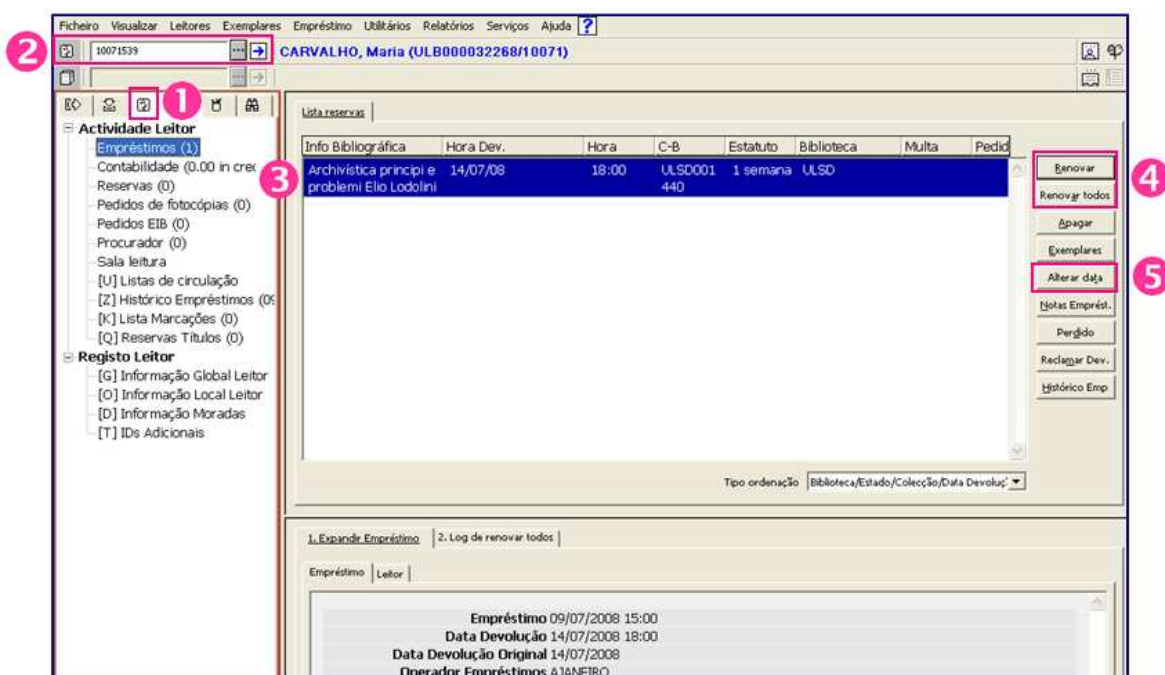 Ficheiro Visualizar Leitores Exemplares Empréstimo Utilitários Relatórios Serviços Ajuda ?
2 10071539 CARVALHO, Maria (ULB000032268/10071)
1
Actividade Leitor
Empréstimos (1)
Contabilidade (0.00 in cred
Reservas (0)
Pedidos de fotocópias (0)
Pedidos EIB (0)
Procurador (0)
Sala leitura
[U] Listas de circulação
[Z] Histórico Empréstimos (09
[K] Lista Marcações (0)
[Q] Reservas Títulos (0)
Registo Leitor
[G] Informação Global Leitor
[O] Informação Local Leitor
[D] Informação Moradas
[T] IDs Adicionais
Lista reservas
Info Bibliográfica Hora Dev. Hora C-B Estatuto Biblioteca Multa Pedid
3 Archivística principi e 14/07/08 18:00 ULSD001 1 semana ULSD
problemi Elio Lodolini 440
Renovar
4
Renovar todos
Apagar
Exemplares
Alterar data 5
Notas Emprést.
Perdido
Reclamar Dev.
Histórico Emp
Tipo ordenação Biblioteca/Estado/Colecção/Data Devoluç
1. Expandir Empréstimo 2. Log de renovar todos
Empréstimo Leitor
Empréstimo 09/07/2008 15:00
Data Devolução 14/07/2008 18:00
Data Devolução Original 14/07/2008
Operador Empréstimos AJANEIRO